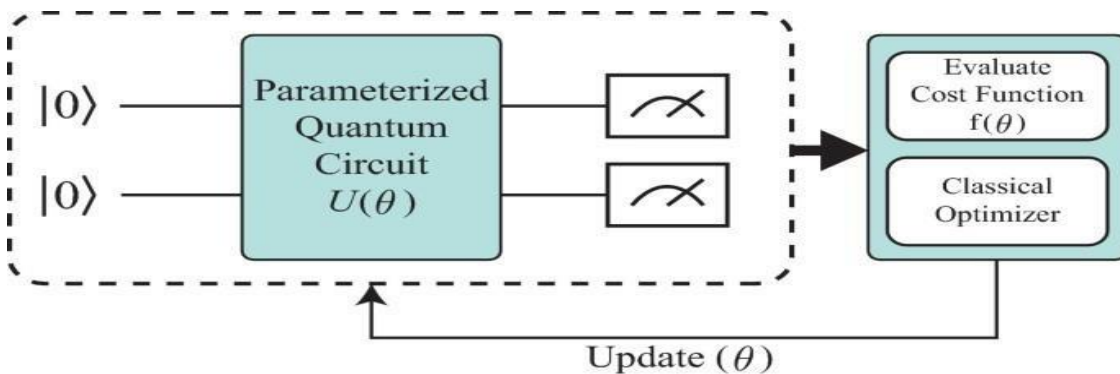 |0⟩
|0⟩
Parameterized
Quantum
Circuit
U(θ)
Evaluate
Cost Function
f(θ)
Classical
Optimizer
Update (θ)